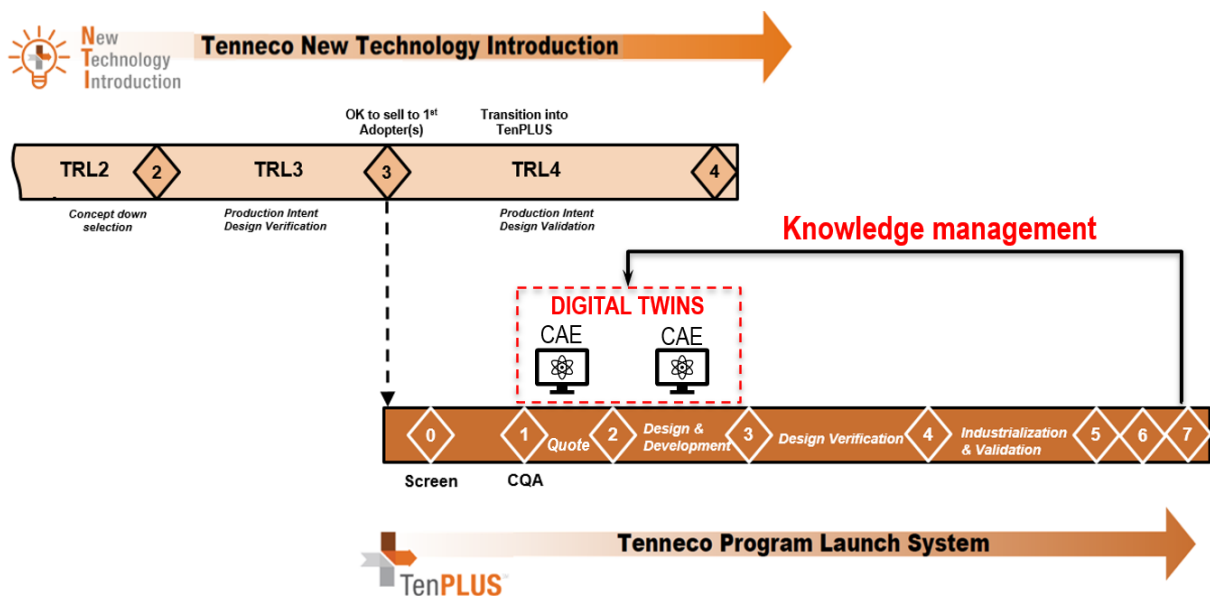 New
Technology
Introduction
Tenneco New Technology Introduction
OK to sell to 1st
Adopter(s)
Transition into
TenPLUS
TRL2
2
TRL3
3
TRL4
4
Concept down
selection
Production Intent
Design Verification
Production Intent
Design Validation
Knowledge management
DIGITAL TWINS
CAE
CAE
0
1
Quote
2
Design &
Development
3
Design Verification
4
Industrialization
& Validation
5
6
7
Screen
CQA
Tenneco Program Launch System
TenPLUS™